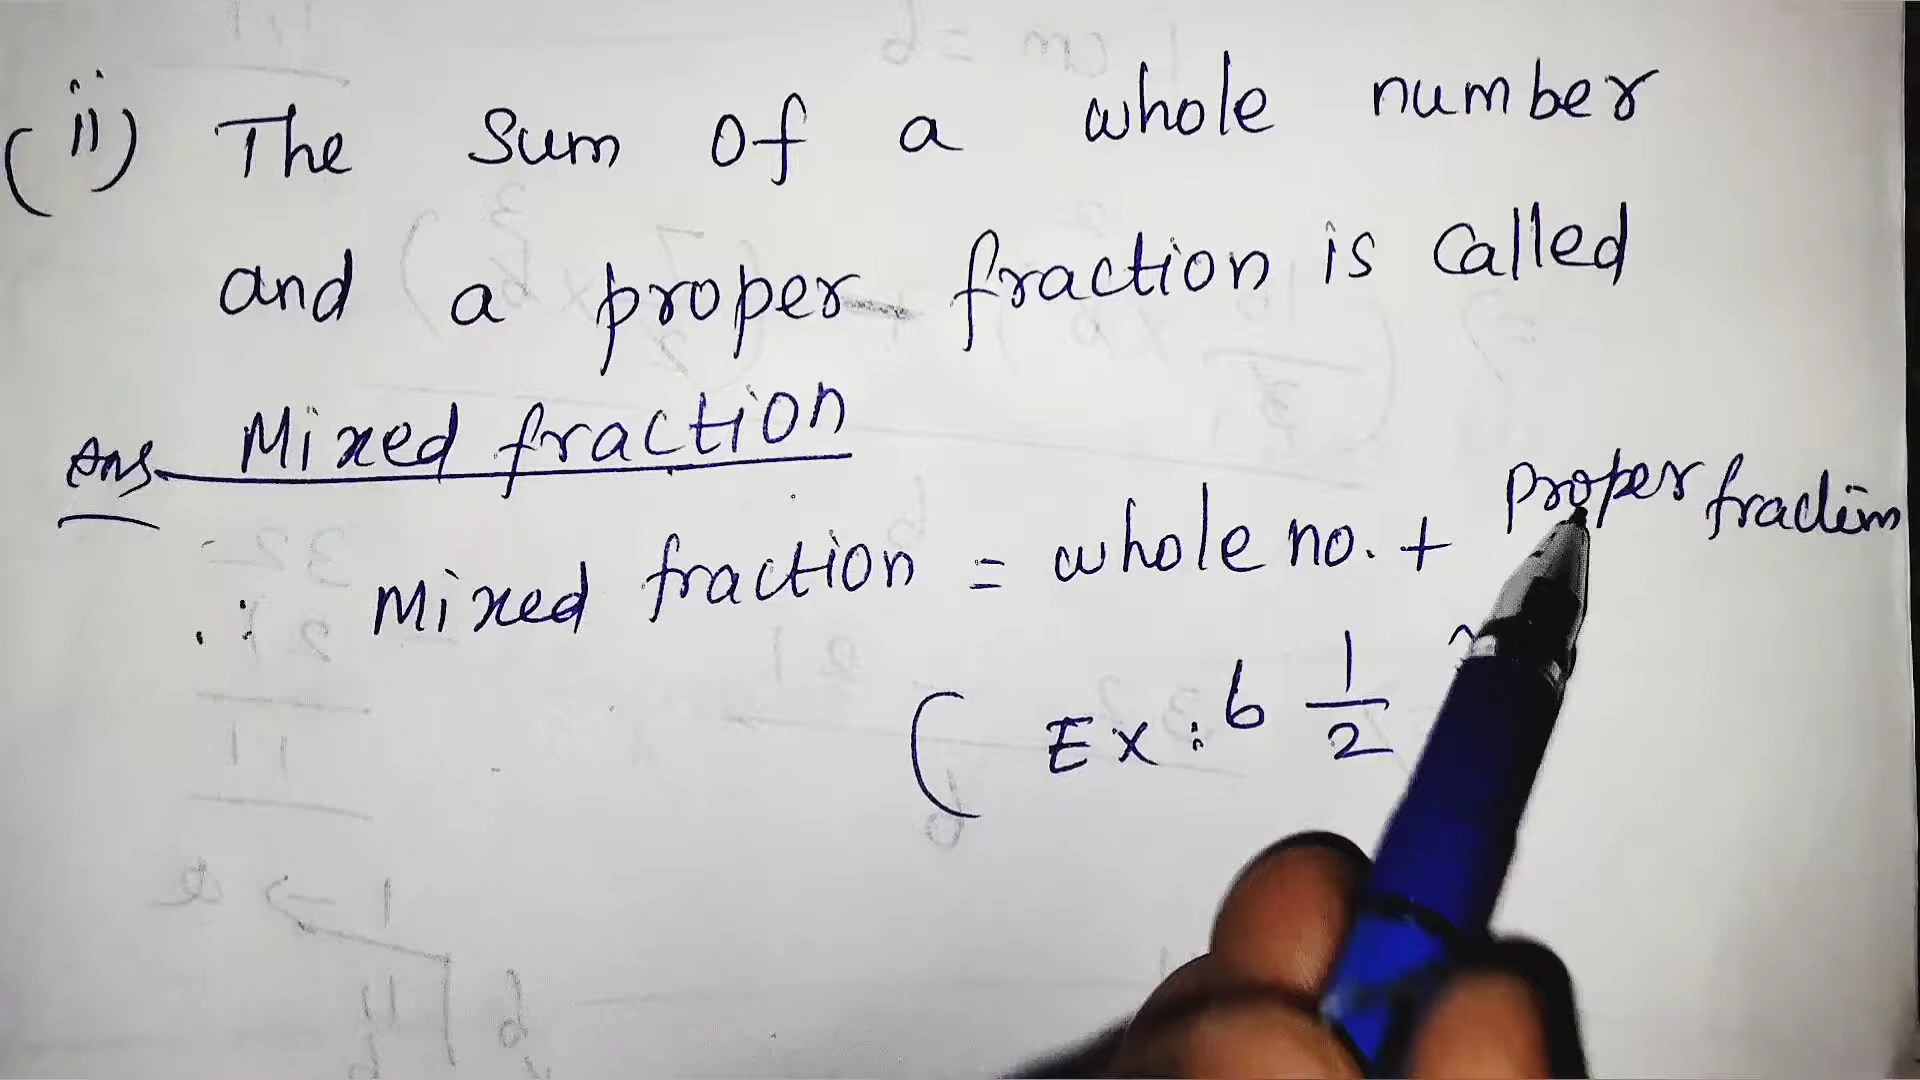 (ii) The Sum of a whole number
and a proper fraction is called
Ans. Mixed fraction
∴ Mixed fraction = whole no. + Proper fraction
( Ex: 6 1/2